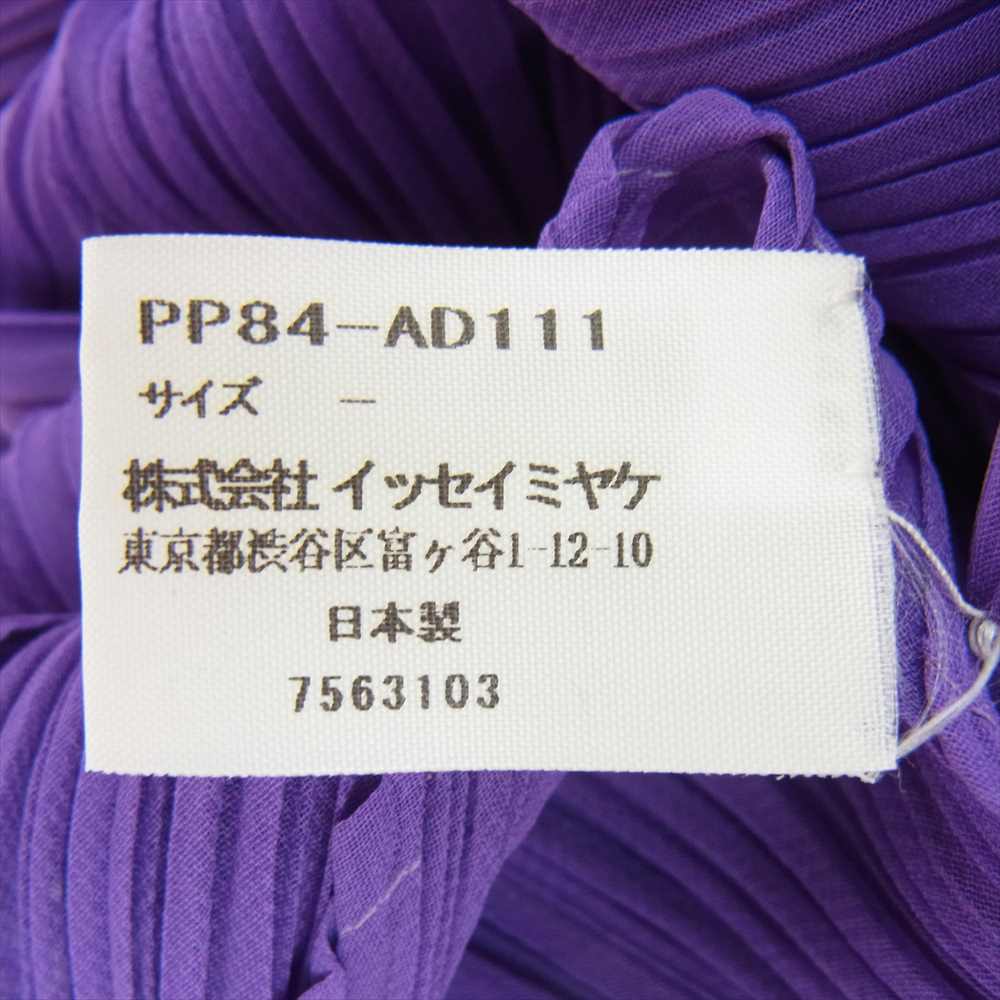 PP84-AD111
サイズ -
株式会社 イッセイミヤケ
東京都渋谷区富ヶ谷1-12-10
日本製
7563103